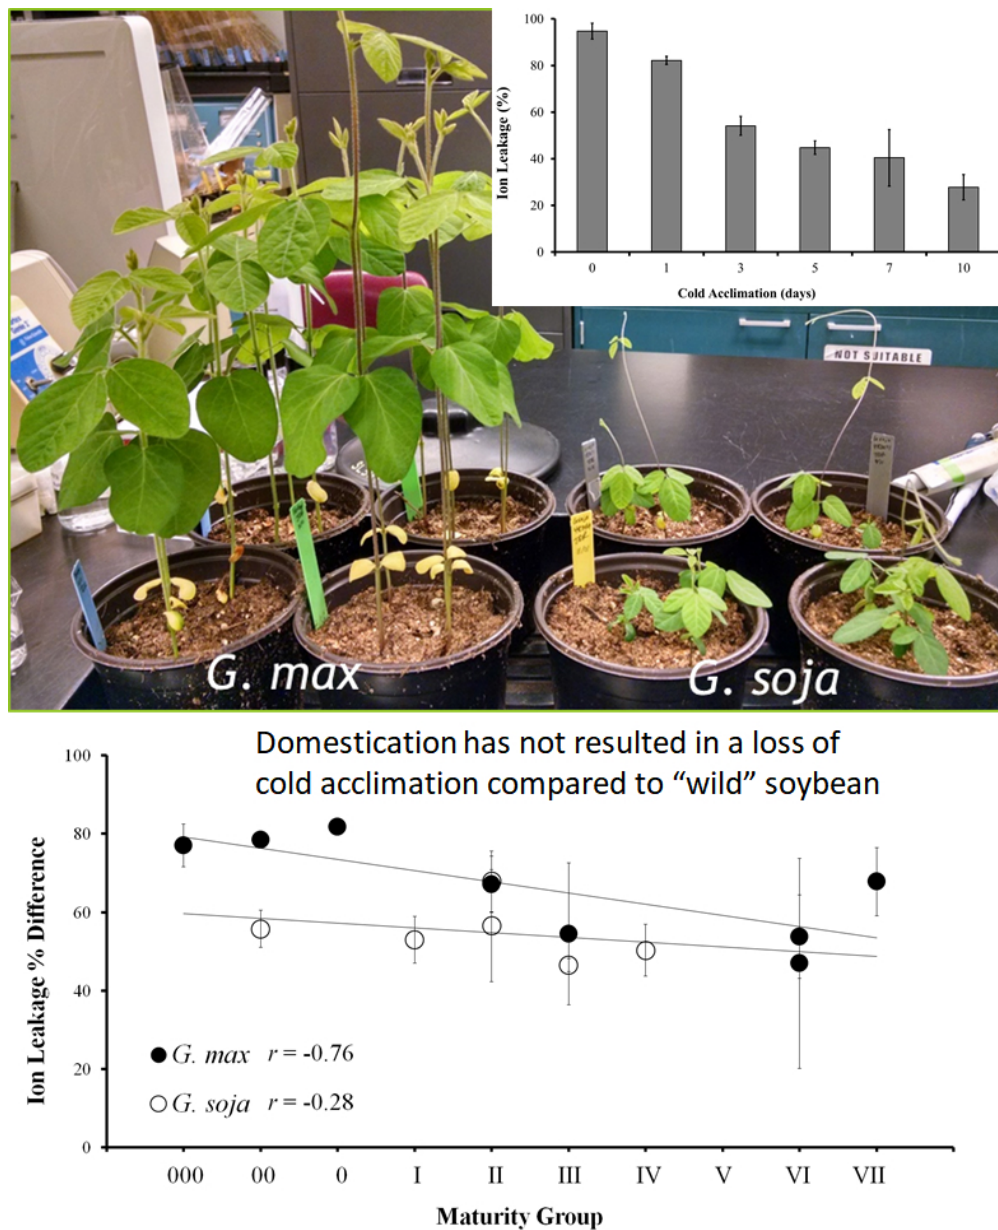 100
80
60
40
20
0
Ion Leakage (%)
0 1 3 5 7 10
Cold Acclimation (days)
NOT SUITABLE
G. max
G. soja
Domestication has not resulted in a loss of
cold acclimation compared to “wild” soybean
100
80
60
40
20
0
Ion Leakage % Difference
G. max r = -0.76
G. soja r = -0.28
000 00 0 I II III IV V VI VII
Maturity Group